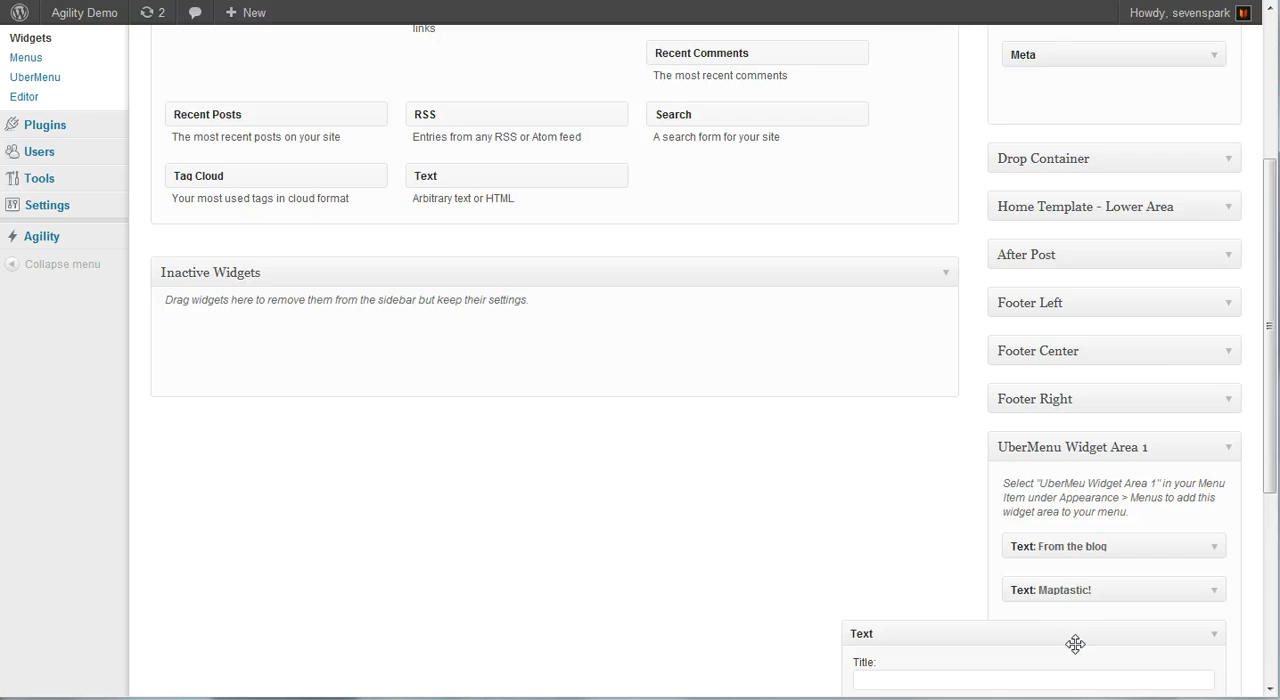 Agility Demo
2
New
Howdy, sevenspark
Widgets
Menus
UberMenu
Editor
Plugins
Users
Tools
Settings
Agility
Collapse menu
links
Recent Comments
The most recent comments
Recent Posts
The most recent posts on your site
RSS
Entries from any RSS or Atom feed
Search
A search form for your site
Tag Cloud
Your most used tags in cloud format
Text
Arbitrary text or HTML
Inactive Widgets
Drag widgets here to remove them from the sidebar but keep their settings.
Meta
Drop Container
Home Template - Lower Area
After Post
Footer Left
Footer Center
Footer Right
UberMenu Widget Area 1
Select "UberMeu Widget Area 1" in your Menu
Item under Appearance > Menus to add this
widget area to your menu.
Text: From the blog
Text: Maptastic!
Text
Title: